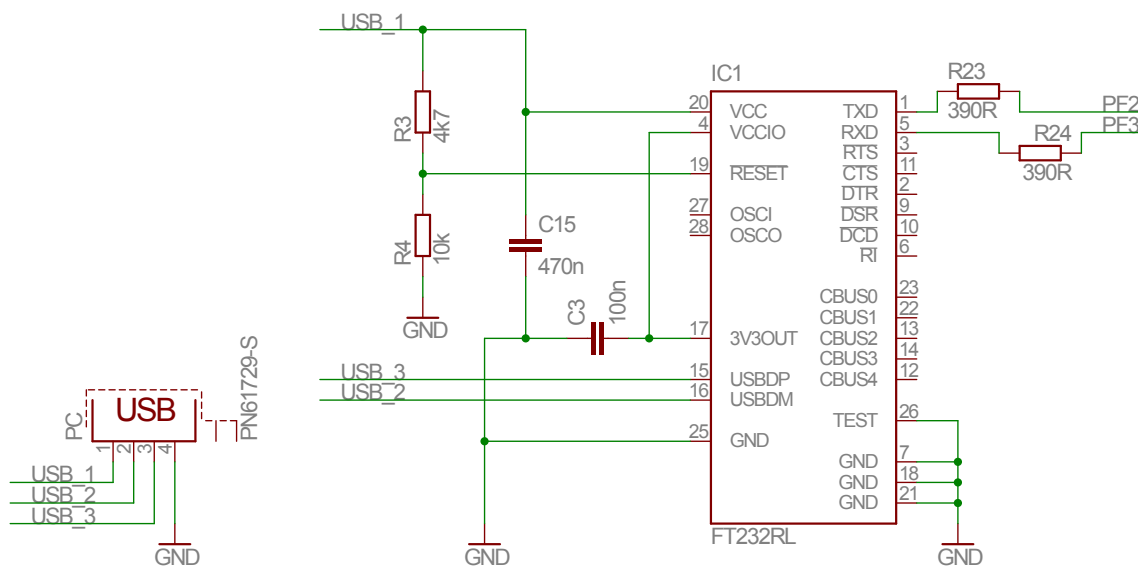 USB_1
R3
4k7
R4
10k
GND
C15
470n
C3
100n
USB_3
USB_2
GND
PC
USB
PN61729-S
1 2 3 4
USB_1
USB_2
USB_3
GND
IC1
20 VCC TXD 1
4 VCCIO RXD 5
RTS 3
19 RESET CTS 11
DTR 2
27 OSCI DSR 9
28 OSCO DCD 10
RI 6
CBUS0 23
CBUS1 22
17 3V3OUT CBUS2 13
CBUS3 14
15 USBDP CBUS4 12
16 USBDM
TEST 26
25 GND
GND 7
GND 18
GND 21
FT232RL
GND
R23
390R
PF2
R24
390R
PF3